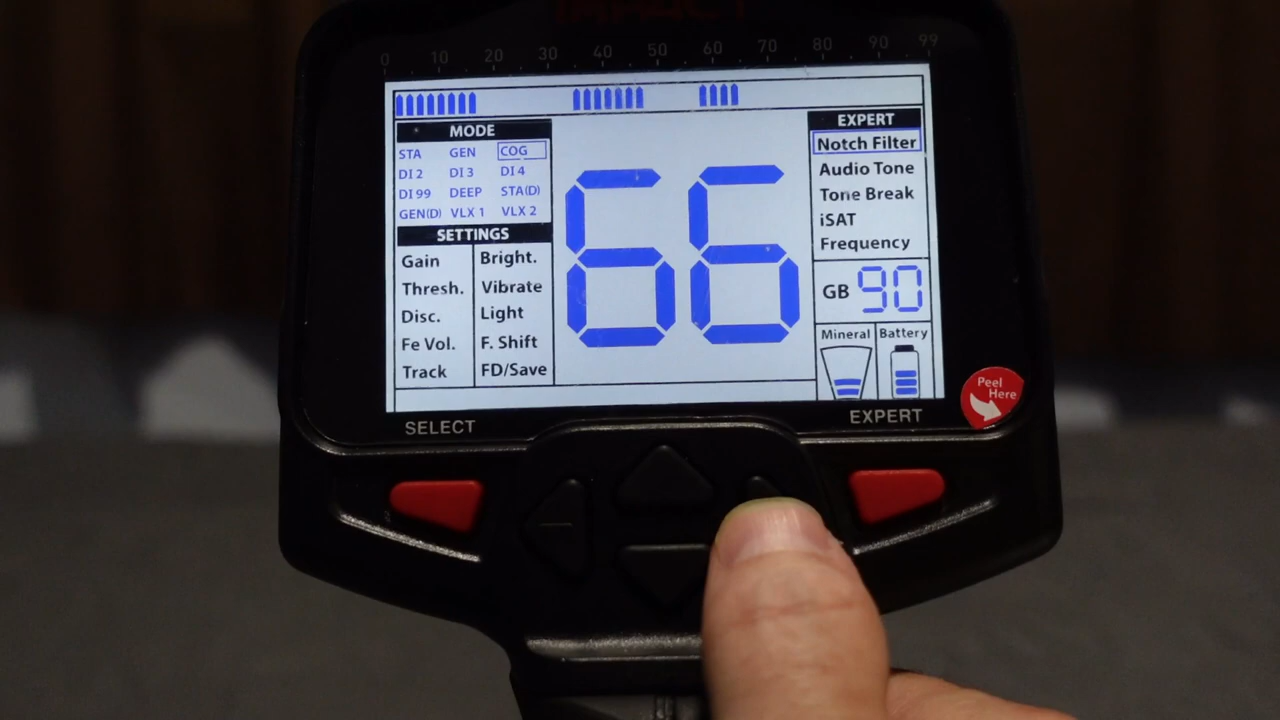 IMPACT
0 10 20 30 40 50 60 70 80 90 99
MODE
STA GEN COG
DI 2 DI 3 DI 4
DI 99 DEEP STA(D)
GEN(D) VLX 1 VLX 2
SETTINGS
Gain Bright.
Thresh. Vibrate
Disc. Light
Fe Vol. F. Shift
Track FD/Save
66
EXPERT
Notch Filter
Audio Tone
Tone Break
iSAT
Frequency
GB 90
Mineral Battery
Peel
Here
SELECT EXPERT